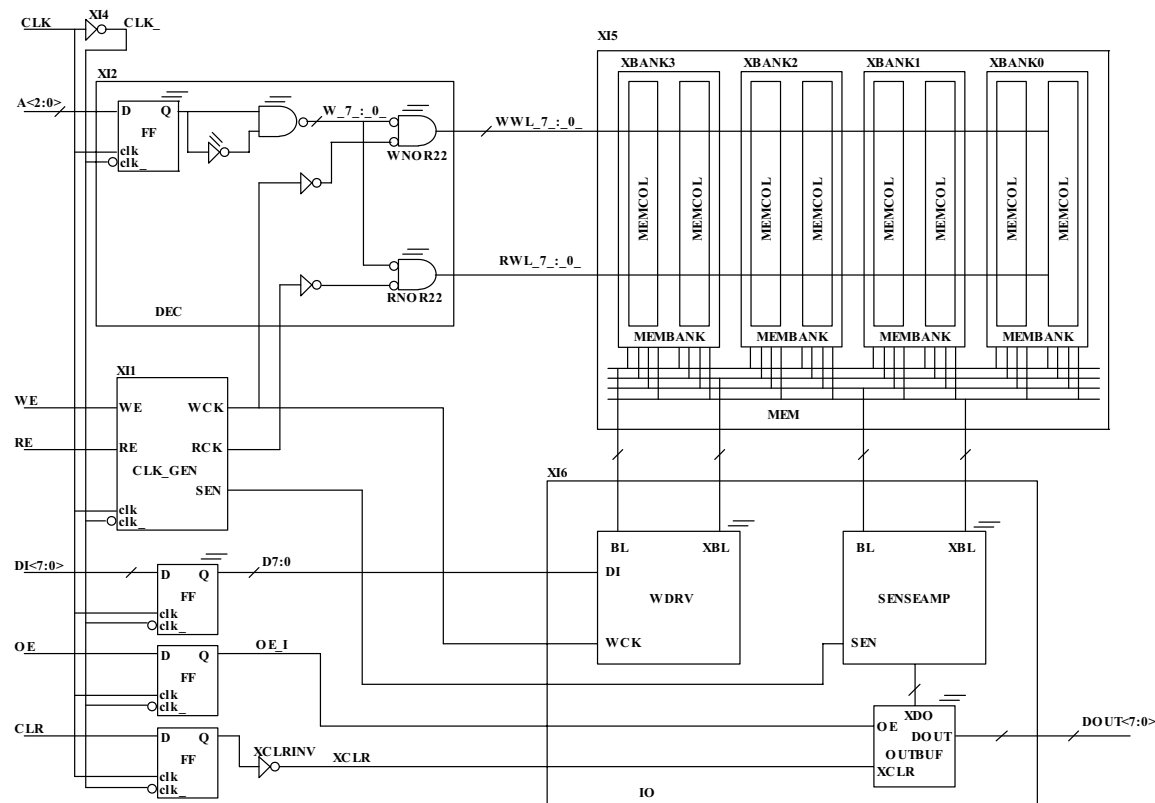 CLK
XI4
CLK_
XI5
XBANK3
XBANK2
XBANK1
XBANK0
XI2
A<2:0>
D
Q
FF
clk
clk_
W_7_:_0_
WNOR22
WWL_7_:_0_
MEMCOL
MEMCOL
MEMCOL
MEMCOL
MEMCOL
MEMCOL
MEMCOL
MEMCOL
RWL_7_:_0_
RNOR22
DEC
MEMBANK
MEMBANK
MEMBANK
MEMBANK
MEM
XI1
WE
WE
WCK
RE
RE
RCK
CLK_GEN
SEN
clk
clk_
XI6
DI<7:0>
D
Q
D7:0
FF
clk
clk_
BL
XBL
DI
WDRV
WCK
BL
XBL
SENSEAMP
SEN
OE
D
Q
OE_I
FF
clk
clk_
CLR
D
Q
XCLRINV
XCLR
FF
clk
clk_
XDO
OE
DOUT
OUTBUF
XCLR
DOUT<7:0>
IO